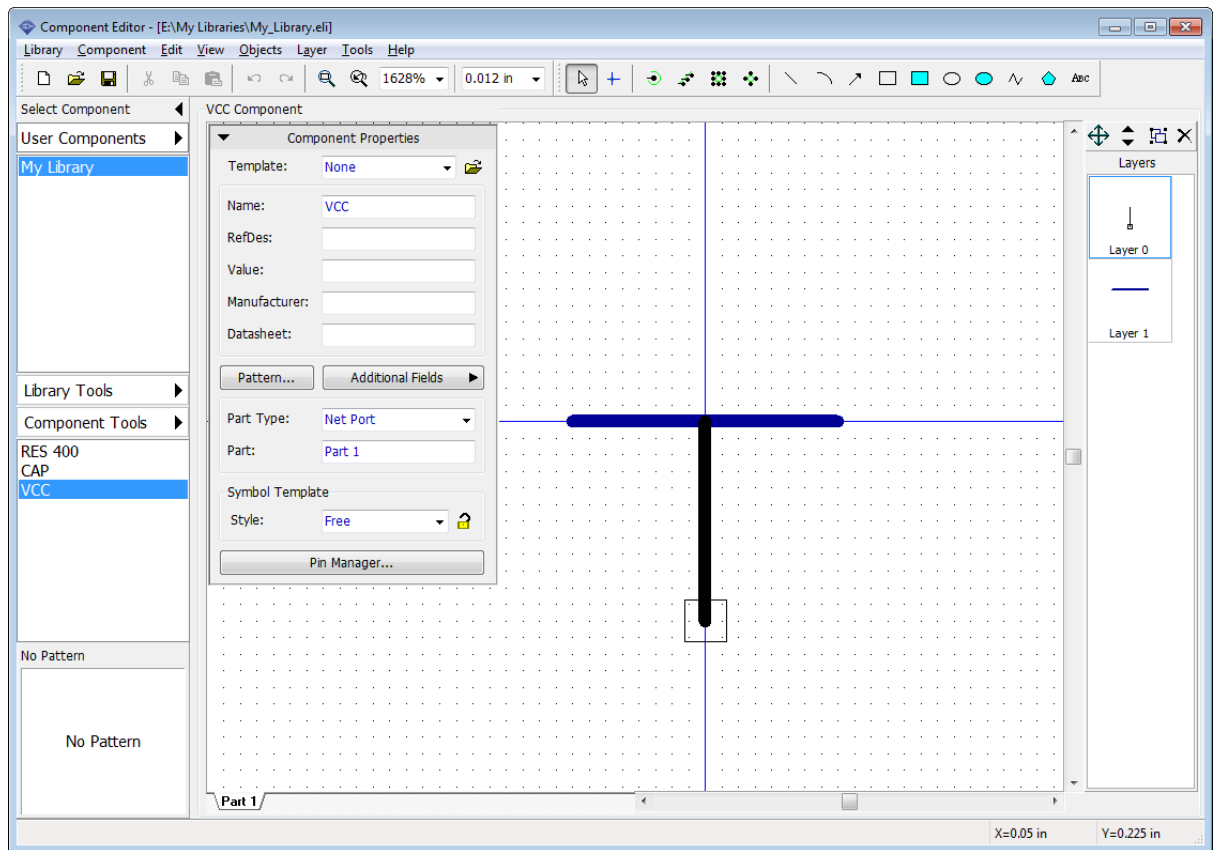 Component Editor - [E:\My Libraries\My_Library.eli]
Library Component Edit View Objects Layer Tools Help
1628% 0.012 in ABC
Select Component
VCC Component
User Components
My Library
Component Properties
Template: None
Name: VCC
RefDes:
Value:
Manufacturer:
Datasheet:
Pattern... Additional Fields
Part Type: Net Port
Part: Part 1
Symbol Template
Style: Free
Pin Manager...
Layers
Layer 0
Layer 1
Library Tools
Component Tools
RES 400
CAP
VCC
No Pattern
No Pattern
Part 1
X=0.05 in Y=0.225 in